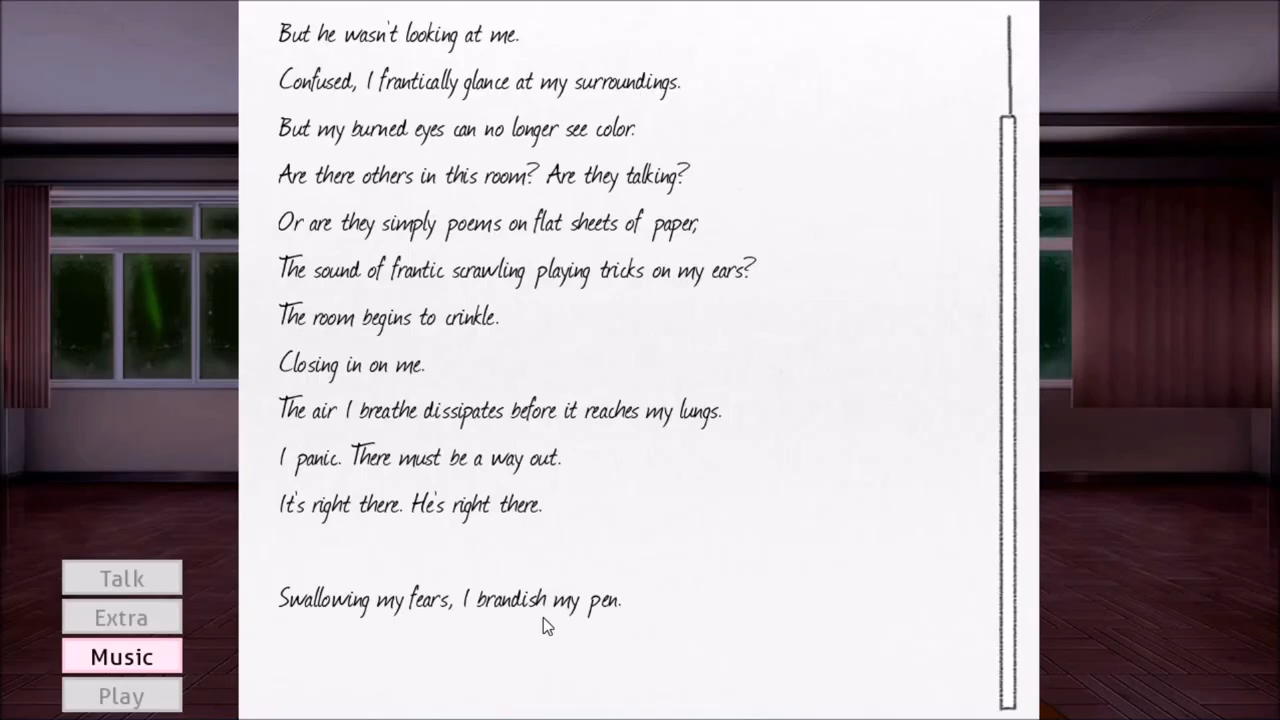 But he wasn't looking at me.
Confused, I frantically glance at my surroundings.
But my burned eyes can no longer see color.
Are there others in this room? Are they talking?
Or are they simply poems on flat sheets of paper,
The sound of frantic scrawling playing tricks on my ears?
The room begins to crinkle.
Closing in on me.
The air I breathe dissipates before it reaches my lungs.
I panic. There must be a way out.
It's right there. He's right there.
Swallowing my fears, I brandish my pen.
Talk
Extra
Music
Play